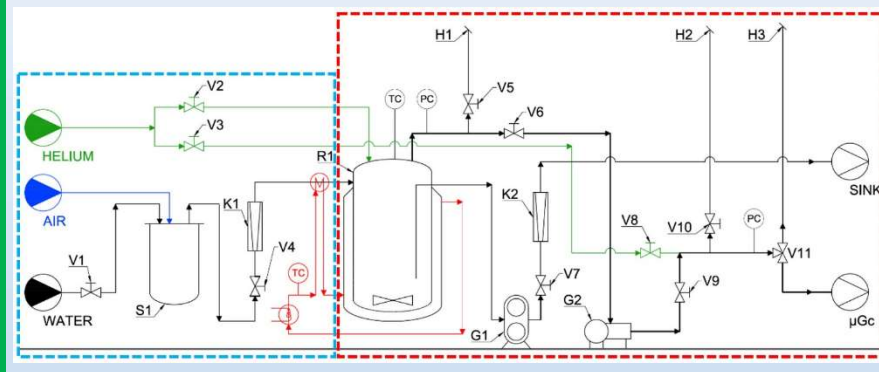 H1
H2
H3
V2
V5
TC
PC
V6
V3
HELIUM
R1
M
SINK
K1
K2
AIR
V8
V10
PC
V11
V1
V4
TC
V7
V9
G2
WATER
S1
G1
µGc